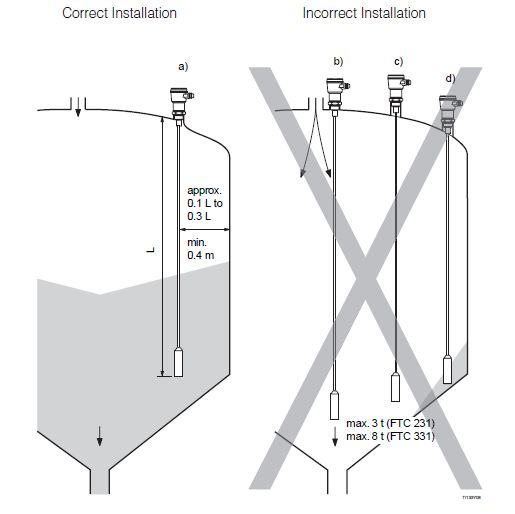 Correct Installation
Incorrect Installation
a)
b)
c)
d)
approx.
0.1 L to
0.3 L
min.
0.4 m
L
max. 3 t (FTC 231)
max. 8 t (FTC 331)